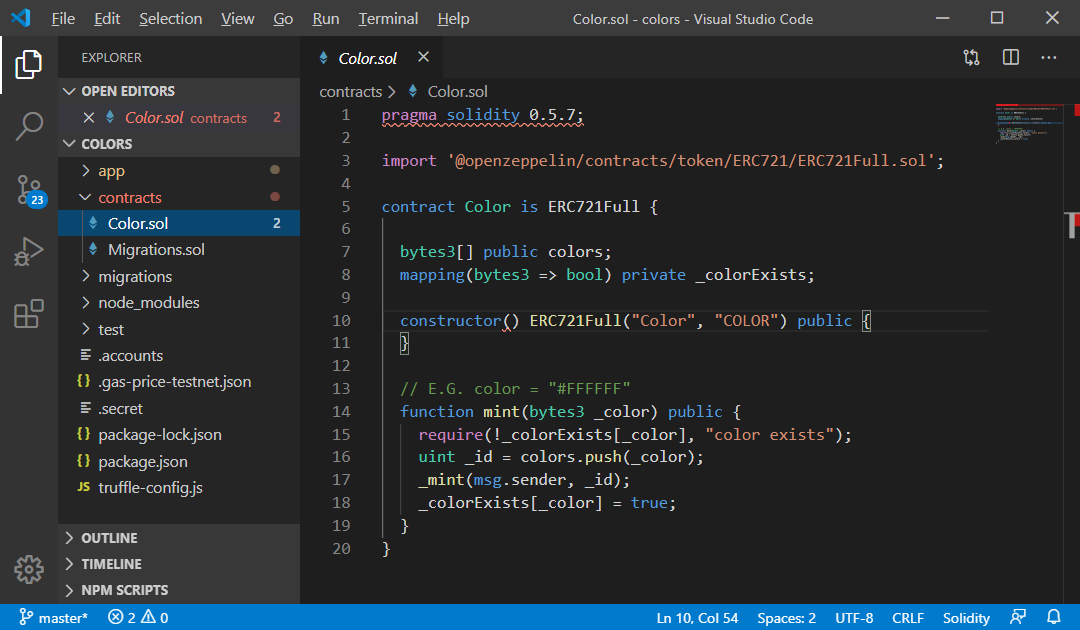 File Edit Selection View Go Run Terminal Help Color.sol - colors - Visual Studio Code
EXPLORER
OPEN EDITORS
Color.sol contracts 2
COLORS
app
contracts
Color.sol 2
Migrations.sol
migrations
node_modules
test
.accounts
{} .gas-price-testnet.json
.secret
{} package-lock.json
{} package.json
JS truffle-config.js
OUTLINE
TIMELINE
NPM SCRIPTS
23
Color.sol
contracts > Color.sol
1 pragma solidity 0.5.7;
2
3 import '@openzeppelin/contracts/token/ERC721/ERC721Full.sol';
4
5 contract Color is ERC721Full {
6
7 bytes3[] public colors;
8 mapping(bytes3 => bool) private _colorExists;
9
10 constructor() ERC721Full("Color", "COLOR") public {
11 }
12
13 // E.G. color = "#FFFFFF"
14 function mint(bytes3 _color) public {
15 require(!_colorExists[_color], "color exists");
16 uint _id = colors.push(_color);
17 _mint(msg.sender, _id);
18 _colorExists[_color] = true;
19 }
20 }
master* 2 0 Ln 10, Col 54 Spaces: 2 UTF-8 CRLF Solidity